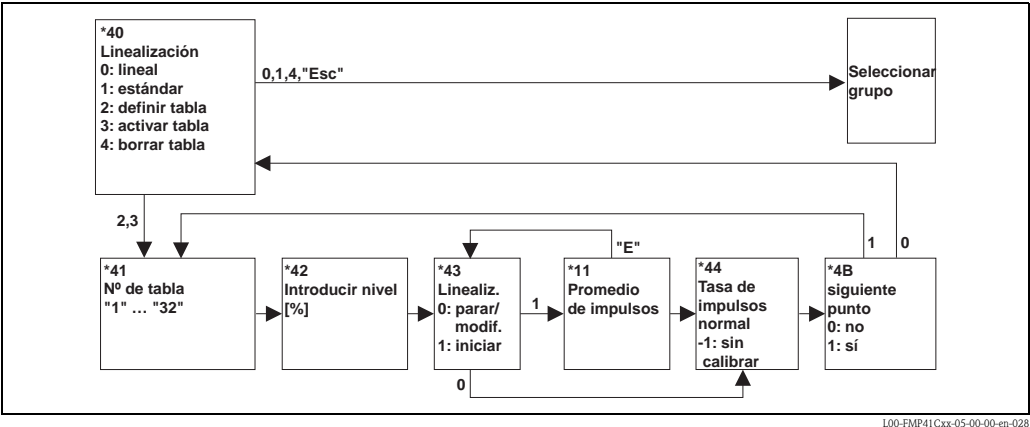 *40
Linealización
0: lineal
1: estándar
2: definir tabla
3: activar tabla
4: borrar tabla
0,1,4,"Esc"
Seleccionar
grupo
2,3
"E"
1
0
*41
Nº de tabla
"1" … "32"
*42
Introducir nivel
[%]
*43
Linealiz.
0: parar/
modif.
1: iniciar
1
*11
Promedio
de impulsos
*44
Tasa de
impulsos
normal
-1: sin
calibrar
*4B
siguiente
punto
0: no
1: sí
0
L00-FMP41Cxx-05-00-00-en-028